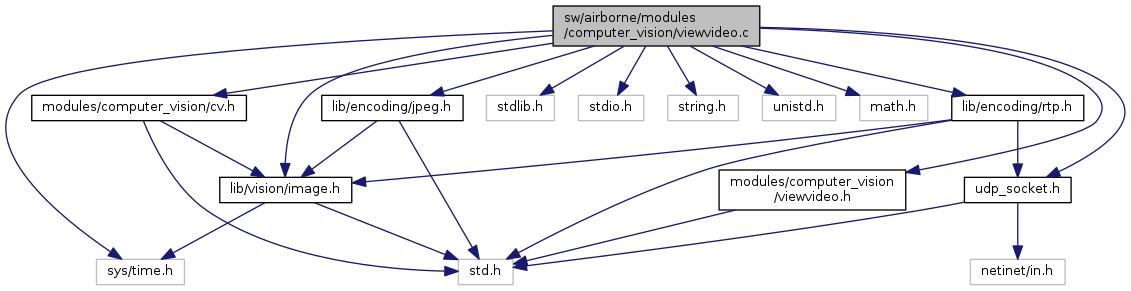 sw/airborne/modules
/computer_vision/viewvideo.c
modules/computer_vision/cv.h
lib/encoding/jpeg.h
stdlib.h
stdio.h
string.h
unistd.h
math.h
lib/encoding/rtp.h
lib/vision/image.h
modules/computer_vision
/viewvideo.h
udp_socket.h
sys/time.h
std.h
netinet/in.h